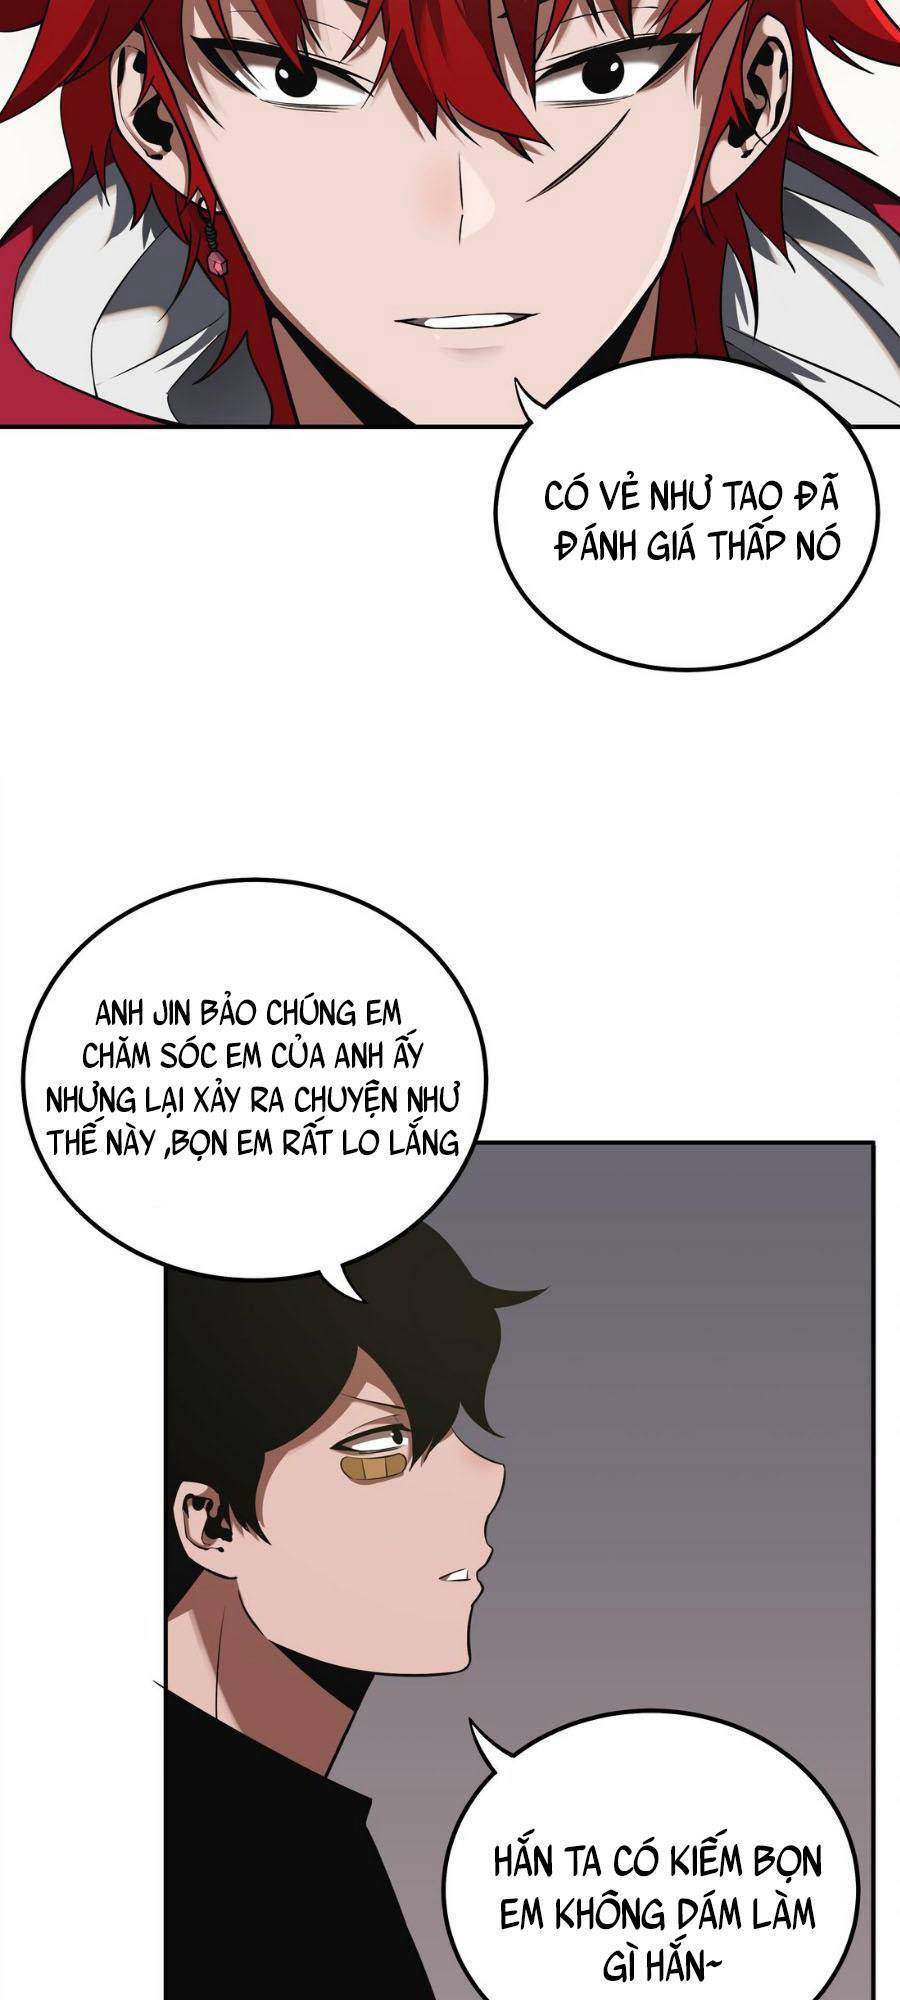 CÓ VẺ NHƯ TAO ĐÃ
ĐÁNH GIÁ THẤP NÓ
ANH JIN BẢO CHÚNG EM
CHĂM SÓC EM CỦA ANH ẤY
NHƯNG LẠI XẢY RA CHUYỆN NHƯ
THẾ NÀY ,BỌN EM RẤT LO LẮNG
HẮN TA CÓ KIẾM BỌN
EM KHÔNG DÁM LÀM
GÌ HẮN~